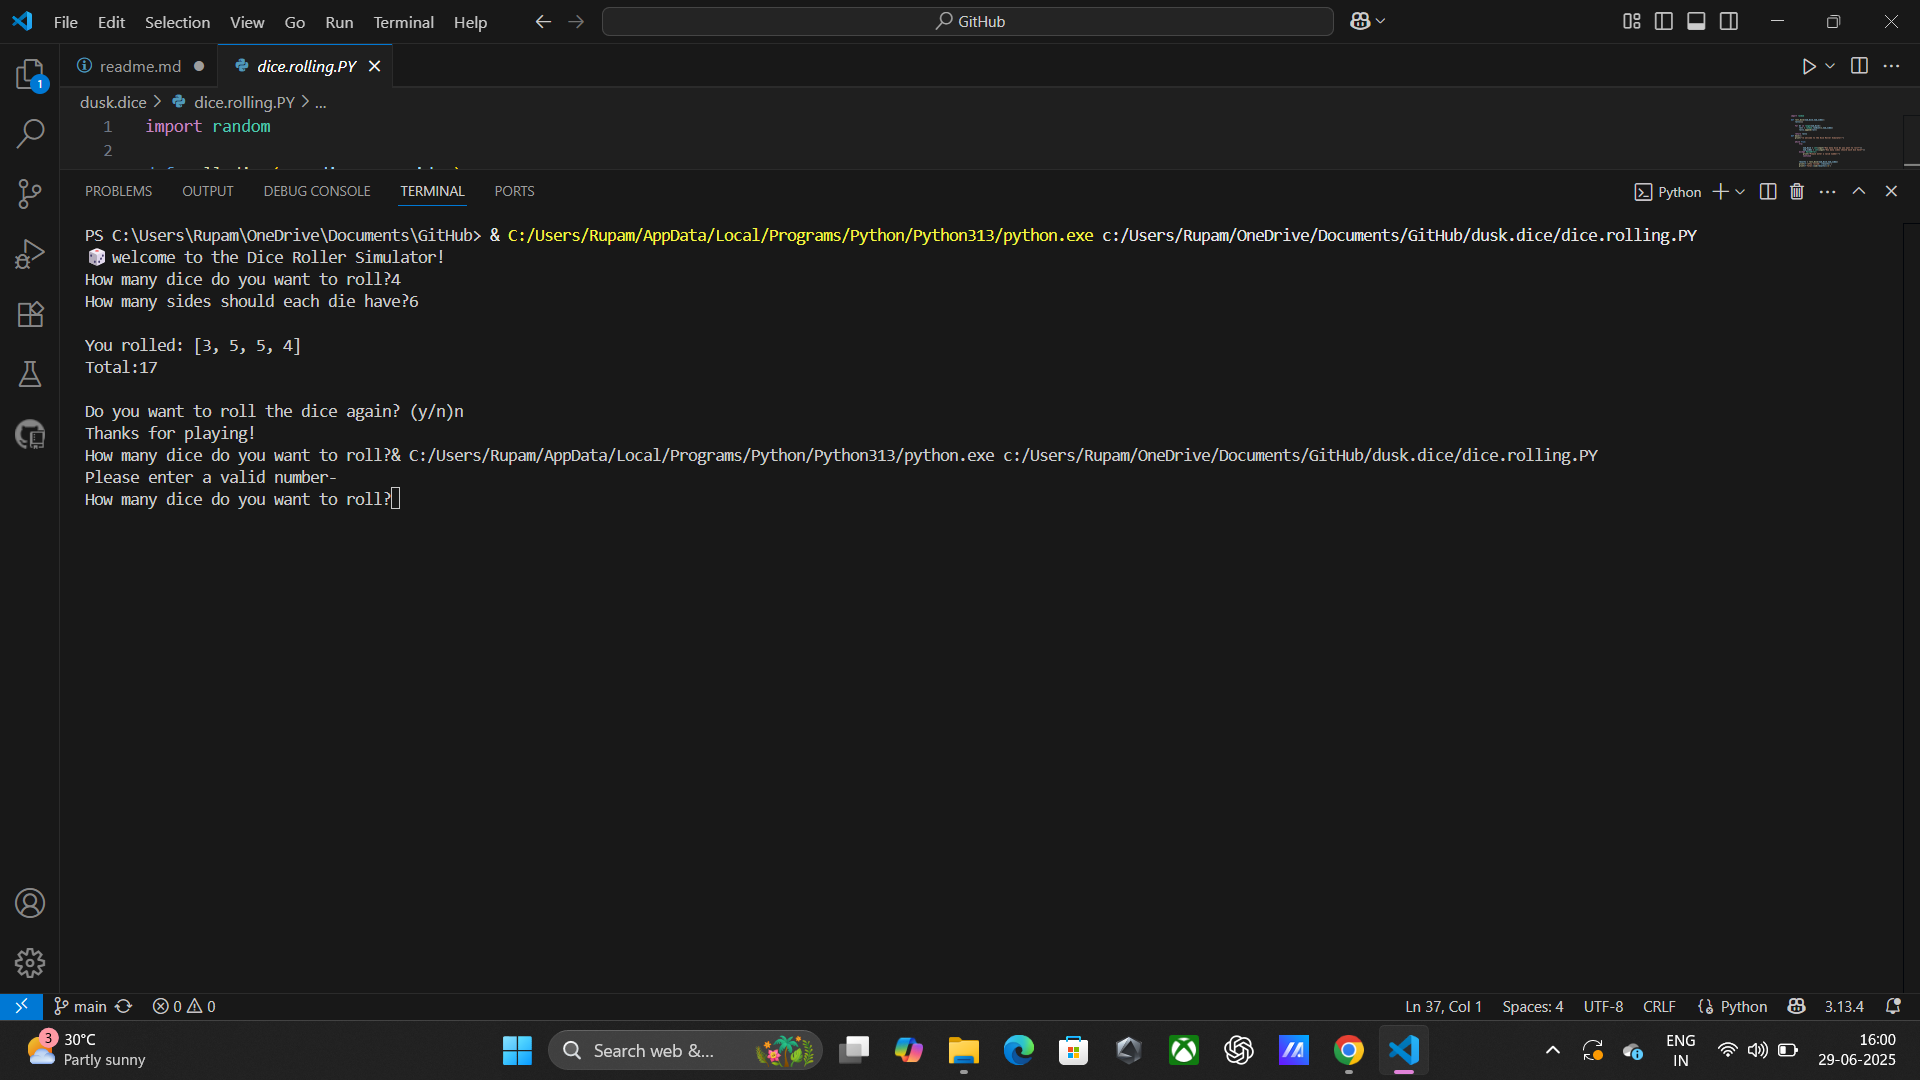 File Edit Selection View Go Run Terminal Help
GitHub
readme.md
dice.rolling.PY
dusk.dice > dice.rolling.PY > ...
1 import random
2
PROBLEMS OUTPUT DEBUG CONSOLE TERMINAL PORTS
Python
PS C:\Users\Rupam\OneDrive\Documents\GitHub> & C:/Users/Rupam/AppData/Local/Programs/Python/Python313/python.exe c:/Users/Rupam/OneDrive/Documents/GitHub/dusk.dice/dice.rolling.PY
🎲 welcome to the Dice Roller Simulator!
How many dice do you want to roll?4
How many sides should each die have?6
You rolled: [3, 5, 5, 4]
Total:17
Do you want to roll the dice again? (y/n)n
Thanks for playing!
How many dice do you want to roll?& C:/Users/Rupam/AppData/Local/Programs/Python/Python313/python.exe c:/Users/Rupam/OneDrive/Documents/GitHub/dusk.dice/dice.rolling.PY
Please enter a valid number-
How many dice do you want to roll?
1
main
0 0
Ln 37, Col 1 Spaces: 4 UTF-8 CRLF Python 3.13.4
3
30°C
Partly sunny
Search web &...
ENG
IN
16:00
29-06-2025